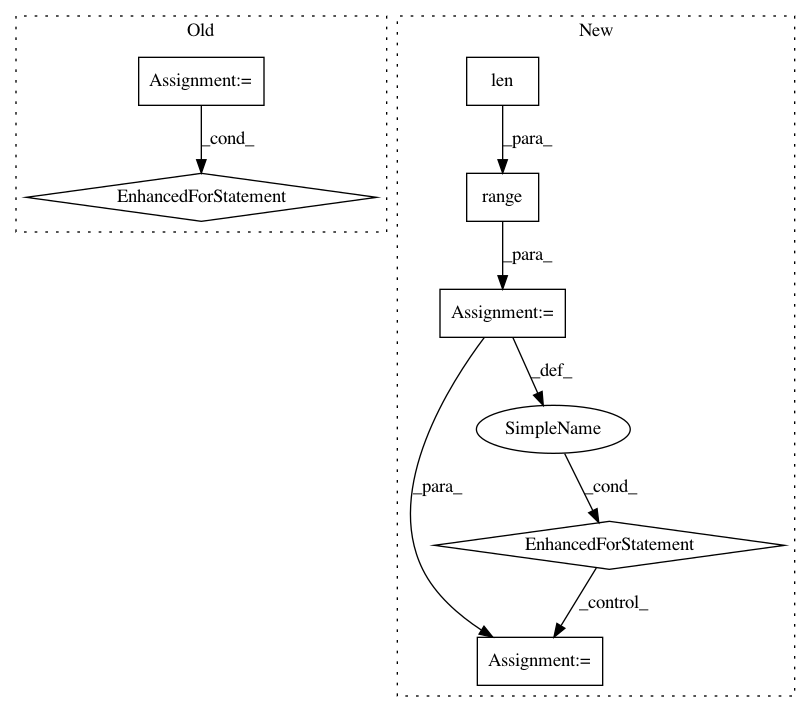 Old
Assignment:=
_cond_
EnhancedForStatement
New
len
_para_
range
_para_
Assignment:=
_def_
SimpleName
_para_
_cond_
EnhancedForStatement
_control_
Assignment:=